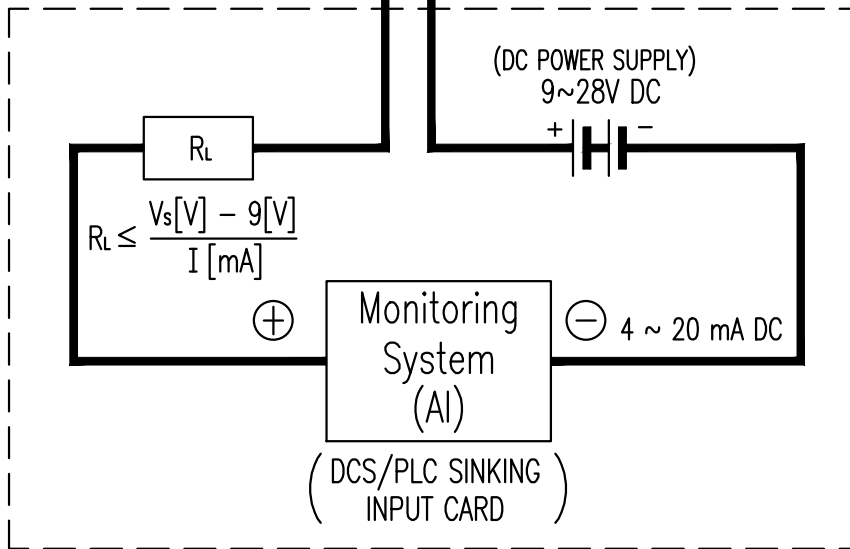 (DC POWER SUPPLY)
9~28V DC
+ −
RL
RL ≤ Vs[V] − 9[V]
I [mA]
+ Monitoring − 4 ~ 20 mA DC
System
(AI)
( DCS/PLC SINKING
INPUT CARD )